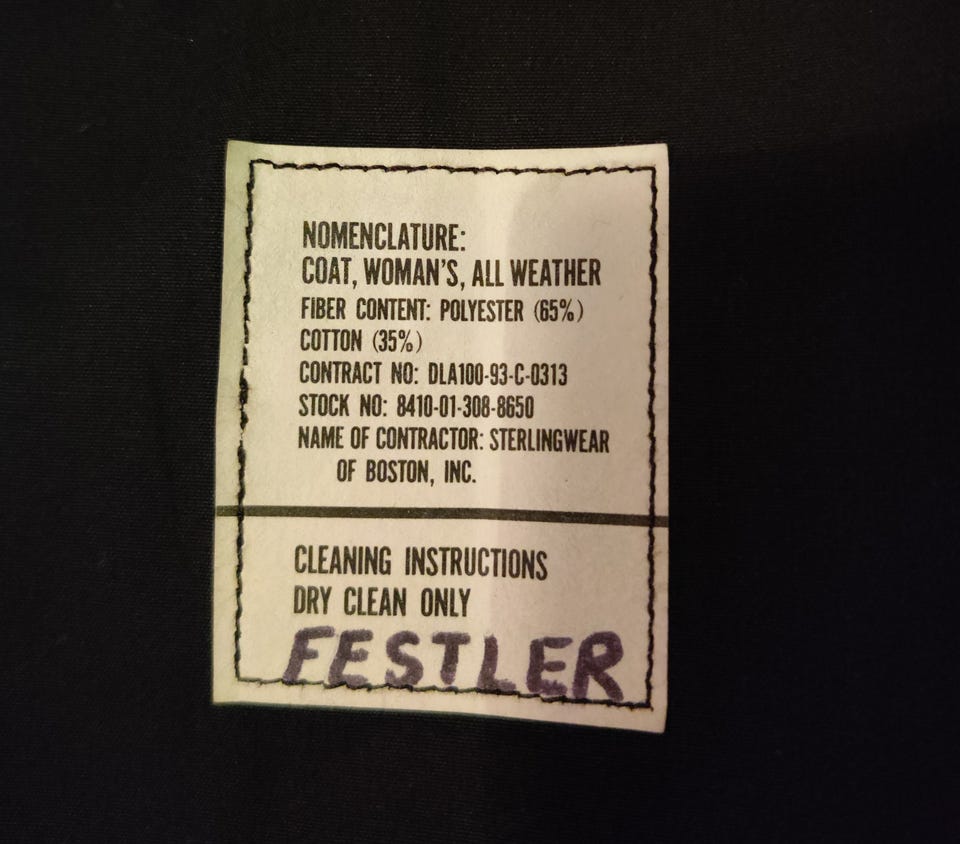 NOMENCLATURE:
COAT, WOMAN'S, ALL WEATHER
FIBER CONTENT: POLYESTER (65%)
COTTON (35%)
CONTRACT NO: DLA100-93-C-0313
STOCK NO: 8410-01-308-8650
NAME OF CONTRACTOR: STERLINGWEAR
OF BOSTON, INC.
CLEANING INSTRUCTIONS
DRY CLEAN ONLY
FESTLER